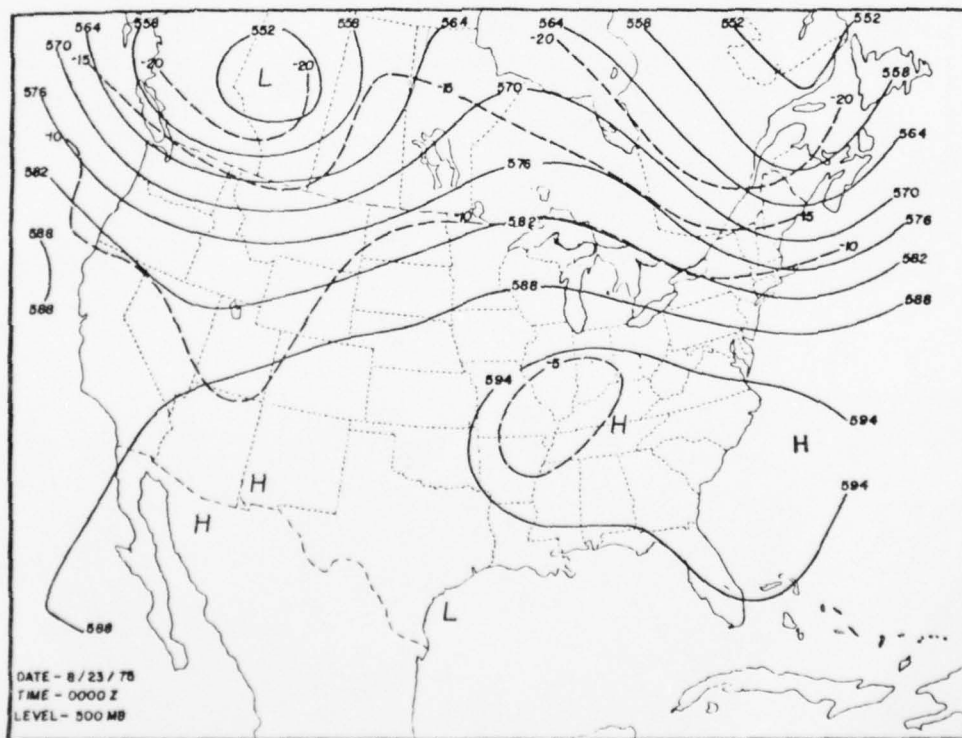 564 558 552 558 564 564 558 552 552
570 -15 -20 -20 -20
576 L -15 570 -20 558
-10 564
582 576 570
-10 582 -15 576
588 -10 582
588 588 588
-5
594 594
H H
H 594
H
588 L
DATE - 8/23/75
TIME - 0000 Z
LEVEL - 500 MB